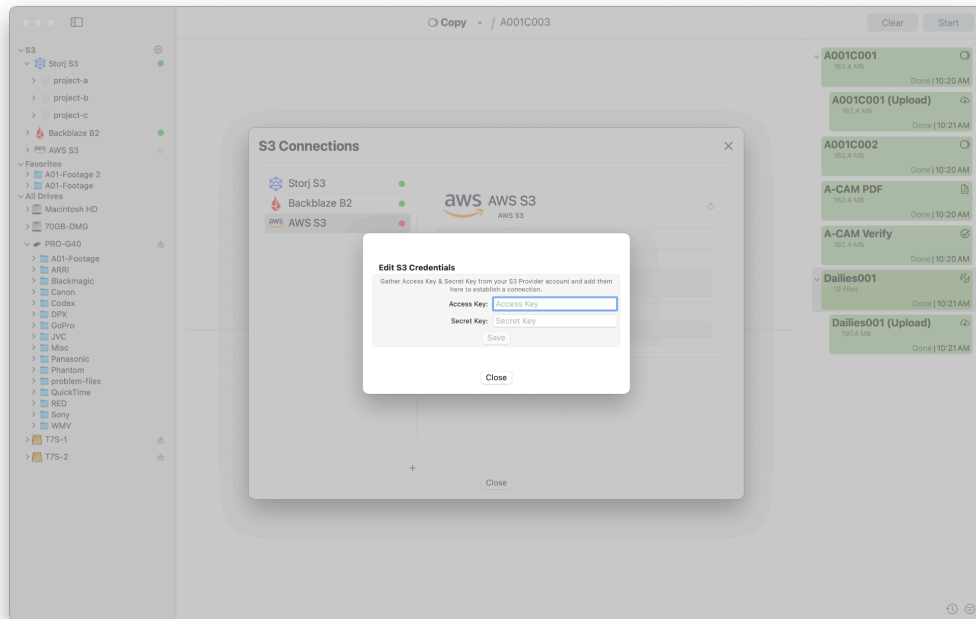 Copy
/ A001C003
Clear
Start
S3
Storj S3
project-a
project-b
project-c
Backblaze B2
aws AWS S3
Favorites
A01-Footage 2
A01-Footage
All Drives
Macintosh HD
70GB-DMG
PRO-G40
A01-Footage
ARRI
Blackmagic
Canon
Codex
DPX
GoPro
JVC
Misc
Panasonic
Phantom
problem-files
QuickTime
RED
Sony
WMV
T7S-1
T7S-2
S3 Connections
Storj S3
Backblaze B2
aws AWS S3
aws AWS S3
AWS S3
Edit S3 Credentials
Gather Access Key & Secret Key from your S3 Provider account and add them
here to establish a connection.
Access Key: Access Key
Secret Key: Secret Key
Save
Close
+
Close
A001C001
162.4 MB
Done | 10:20 AM
A001C001 (Upload)
162.4 MB
Done | 10:21 AM
A001C002
162.4 MB
Done | 10:20 AM
A-CAM PDF
162.4 MB
Done | 10:20 AM
A-CAM Verify
162.4 MB
Done | 10:20 AM
Dailies001
12 Files
Done | 10:21 AM
Dailies001 (Upload)
197.4 MB
Done | 10:21 AM